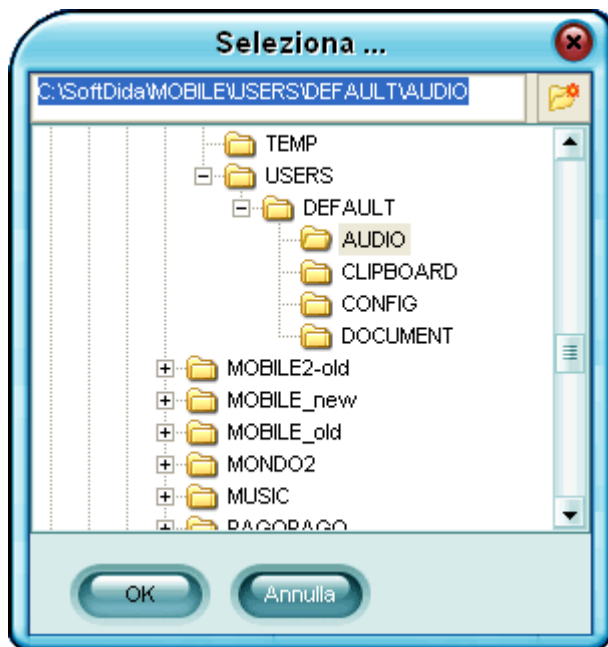 Seleziona ...
C:\SoftDida\MOBILE\USERS\DEFAULT\AUDIO
TEMP
USERS
DEFAULT
AUDIO
CLIPBOARD
CONFIG
DOCUMENT
MOBILE2-old
MOBILE_new
MOBILE_old
MONDO2
MUSIC
PAGOPAGO
OK
Annulla